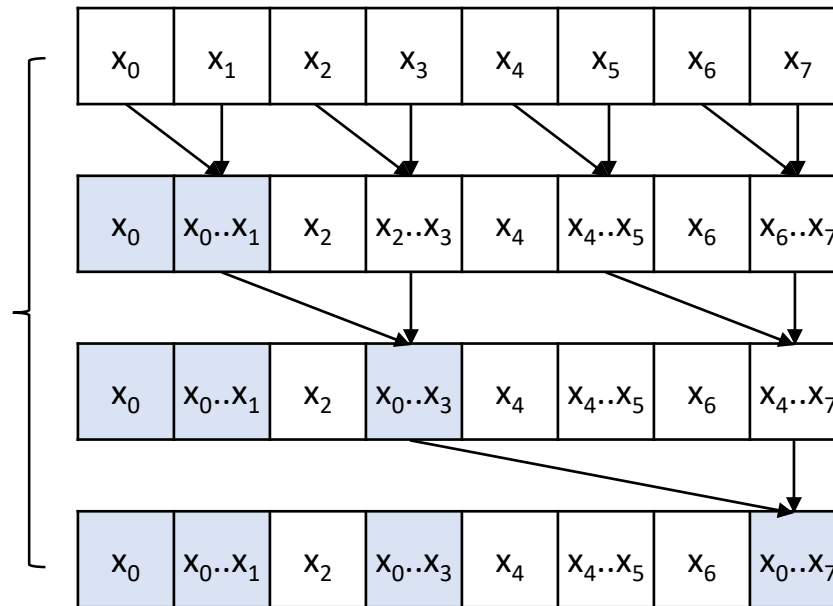 x₀ x₁ x₂ x₃ x₄ x₅ x₆ x₇
x₀ x₀..x₁ x₂ x₂..x₃ x₄ x₄..x₅ x₆ x₆..x₇
x₀ x₀..x₁ x₂ x₀..x₃ x₄ x₄..x₅ x₆ x₄..x₇
x₀ x₀..x₁ x₂ x₀..x₃ x₄ x₄..x₅ x₆ x₀..x₇